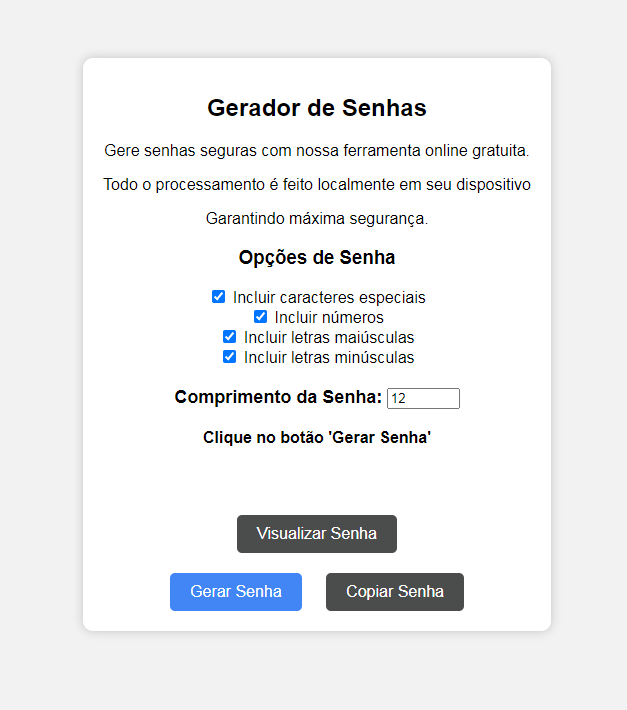 Gerador de Senhas
Gere senhas seguras com nossa ferramenta online gratuita.
Todo o processamento é feito localmente em seu dispositivo
Garantindo máxima segurança.
Opções de Senha
Incluir caracteres especiais
Incluir números
Incluir letras maiúsculas
Incluir letras minúsculas
Comprimento da Senha: 12
Clique no botão 'Gerar Senha'
Visualizar Senha
Gerar Senha Copiar Senha